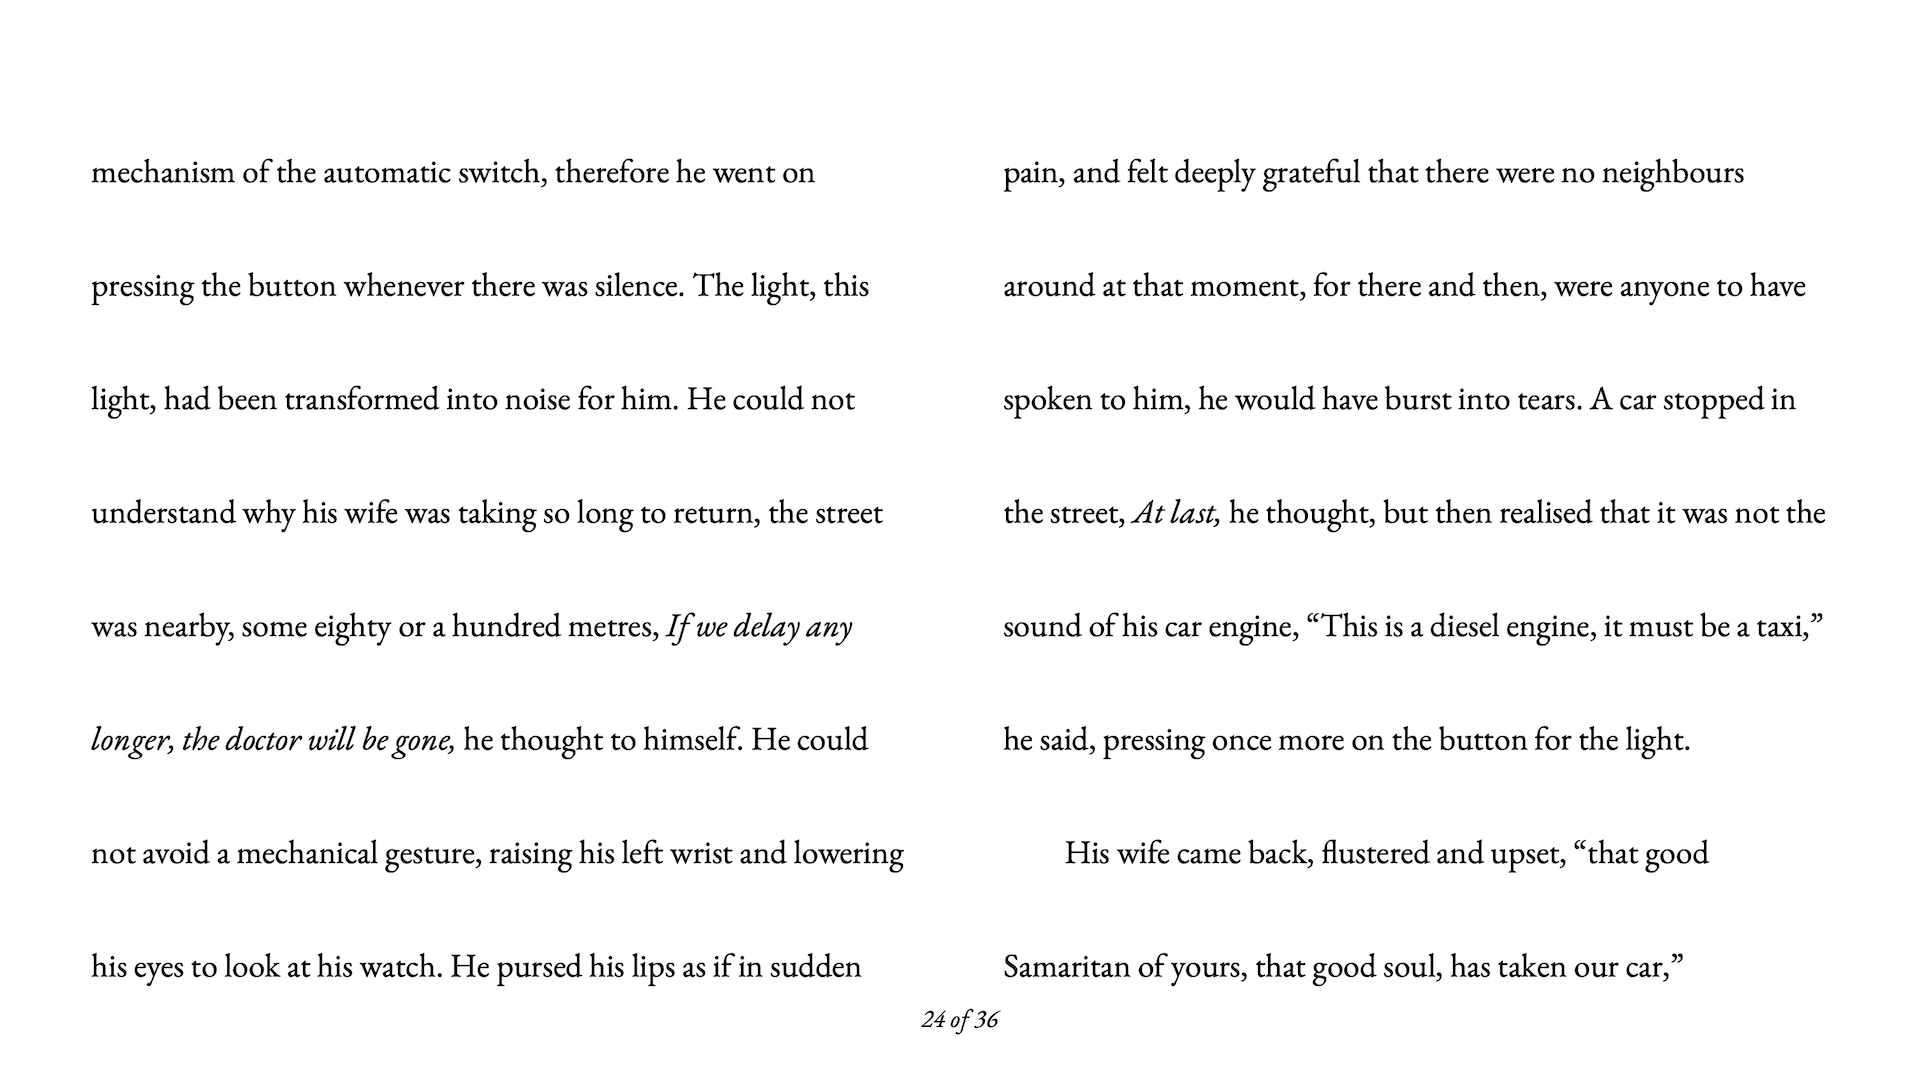 mechanism of the automatic switch, therefore he went on
pressing the button whenever there was silence. The light, this
light, had been transformed into noise for him. He could not
understand why his wife was taking so long to return, the street
was nearby, some eighty or a hundred metres, If we delay any
longer, the doctor will be gone, he thought to himself. He could
not avoid a mechanical gesture, raising his left wrist and lowering
his eyes to look at his watch. He pursed his lips as if in sudden
pain, and felt deeply grateful that there were no neighbours
around at that moment, for there and then, were anyone to have
spoken to him, he would have burst into tears. A car stopped in
the street, At last, he thought, but then realised that it was not the
sound of his car engine, “This is a diesel engine, it must be a taxi,”
he said, pressing once more on the button for the light.
His wife came back, flustered and upset, “that good
Samaritan of yours, that good soul, has taken our car,”
24 of 36